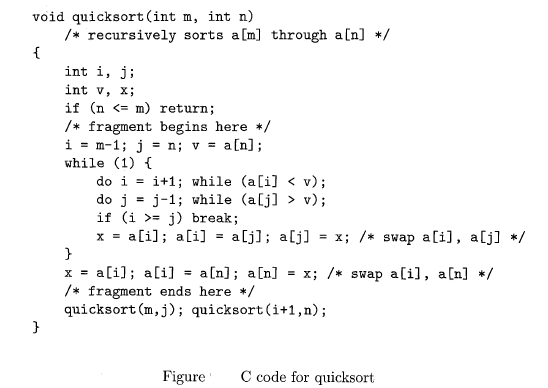 void quicksort(int m, int n)
    /* recursively sorts a[m] through a[n] */
{
    int i, j;
    int v, x;
    if (n <= m) return;
    /* fragment begins here */
    i = m-1; j = n; v = a[n];
    while (1) {
        do i = i+1; while (a[i] < v);
        do j = j-1; while (a[j] > v);
        if (i >= j) break;
        x = a[i]; a[i] = a[j]; a[j] = x; /* swap a[i], a[j] */
    }
    x = a[i]; a[i] = a[n]; a[n] = x; /* swap a[i], a[n] */
    /* fragment ends here */
    quicksort(m,j); quicksort(i+1,n);
}
Figure C code for quicksort